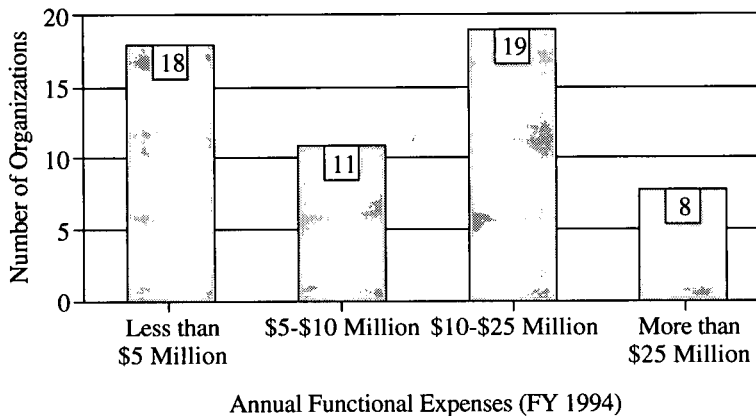 Number of Organizations
20
15
10
5
0
18
11
19
8
Less than
$5 Million
$5-$10 Million
$10-$25 Million
More than
$25 Million
Annual Functional Expenses (FY 1994)